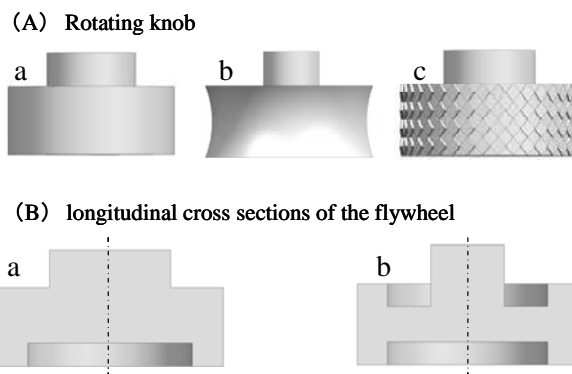 （A） Rotating knob
a
b
c
（B） longitudinal cross sections of the flywheel
a
b